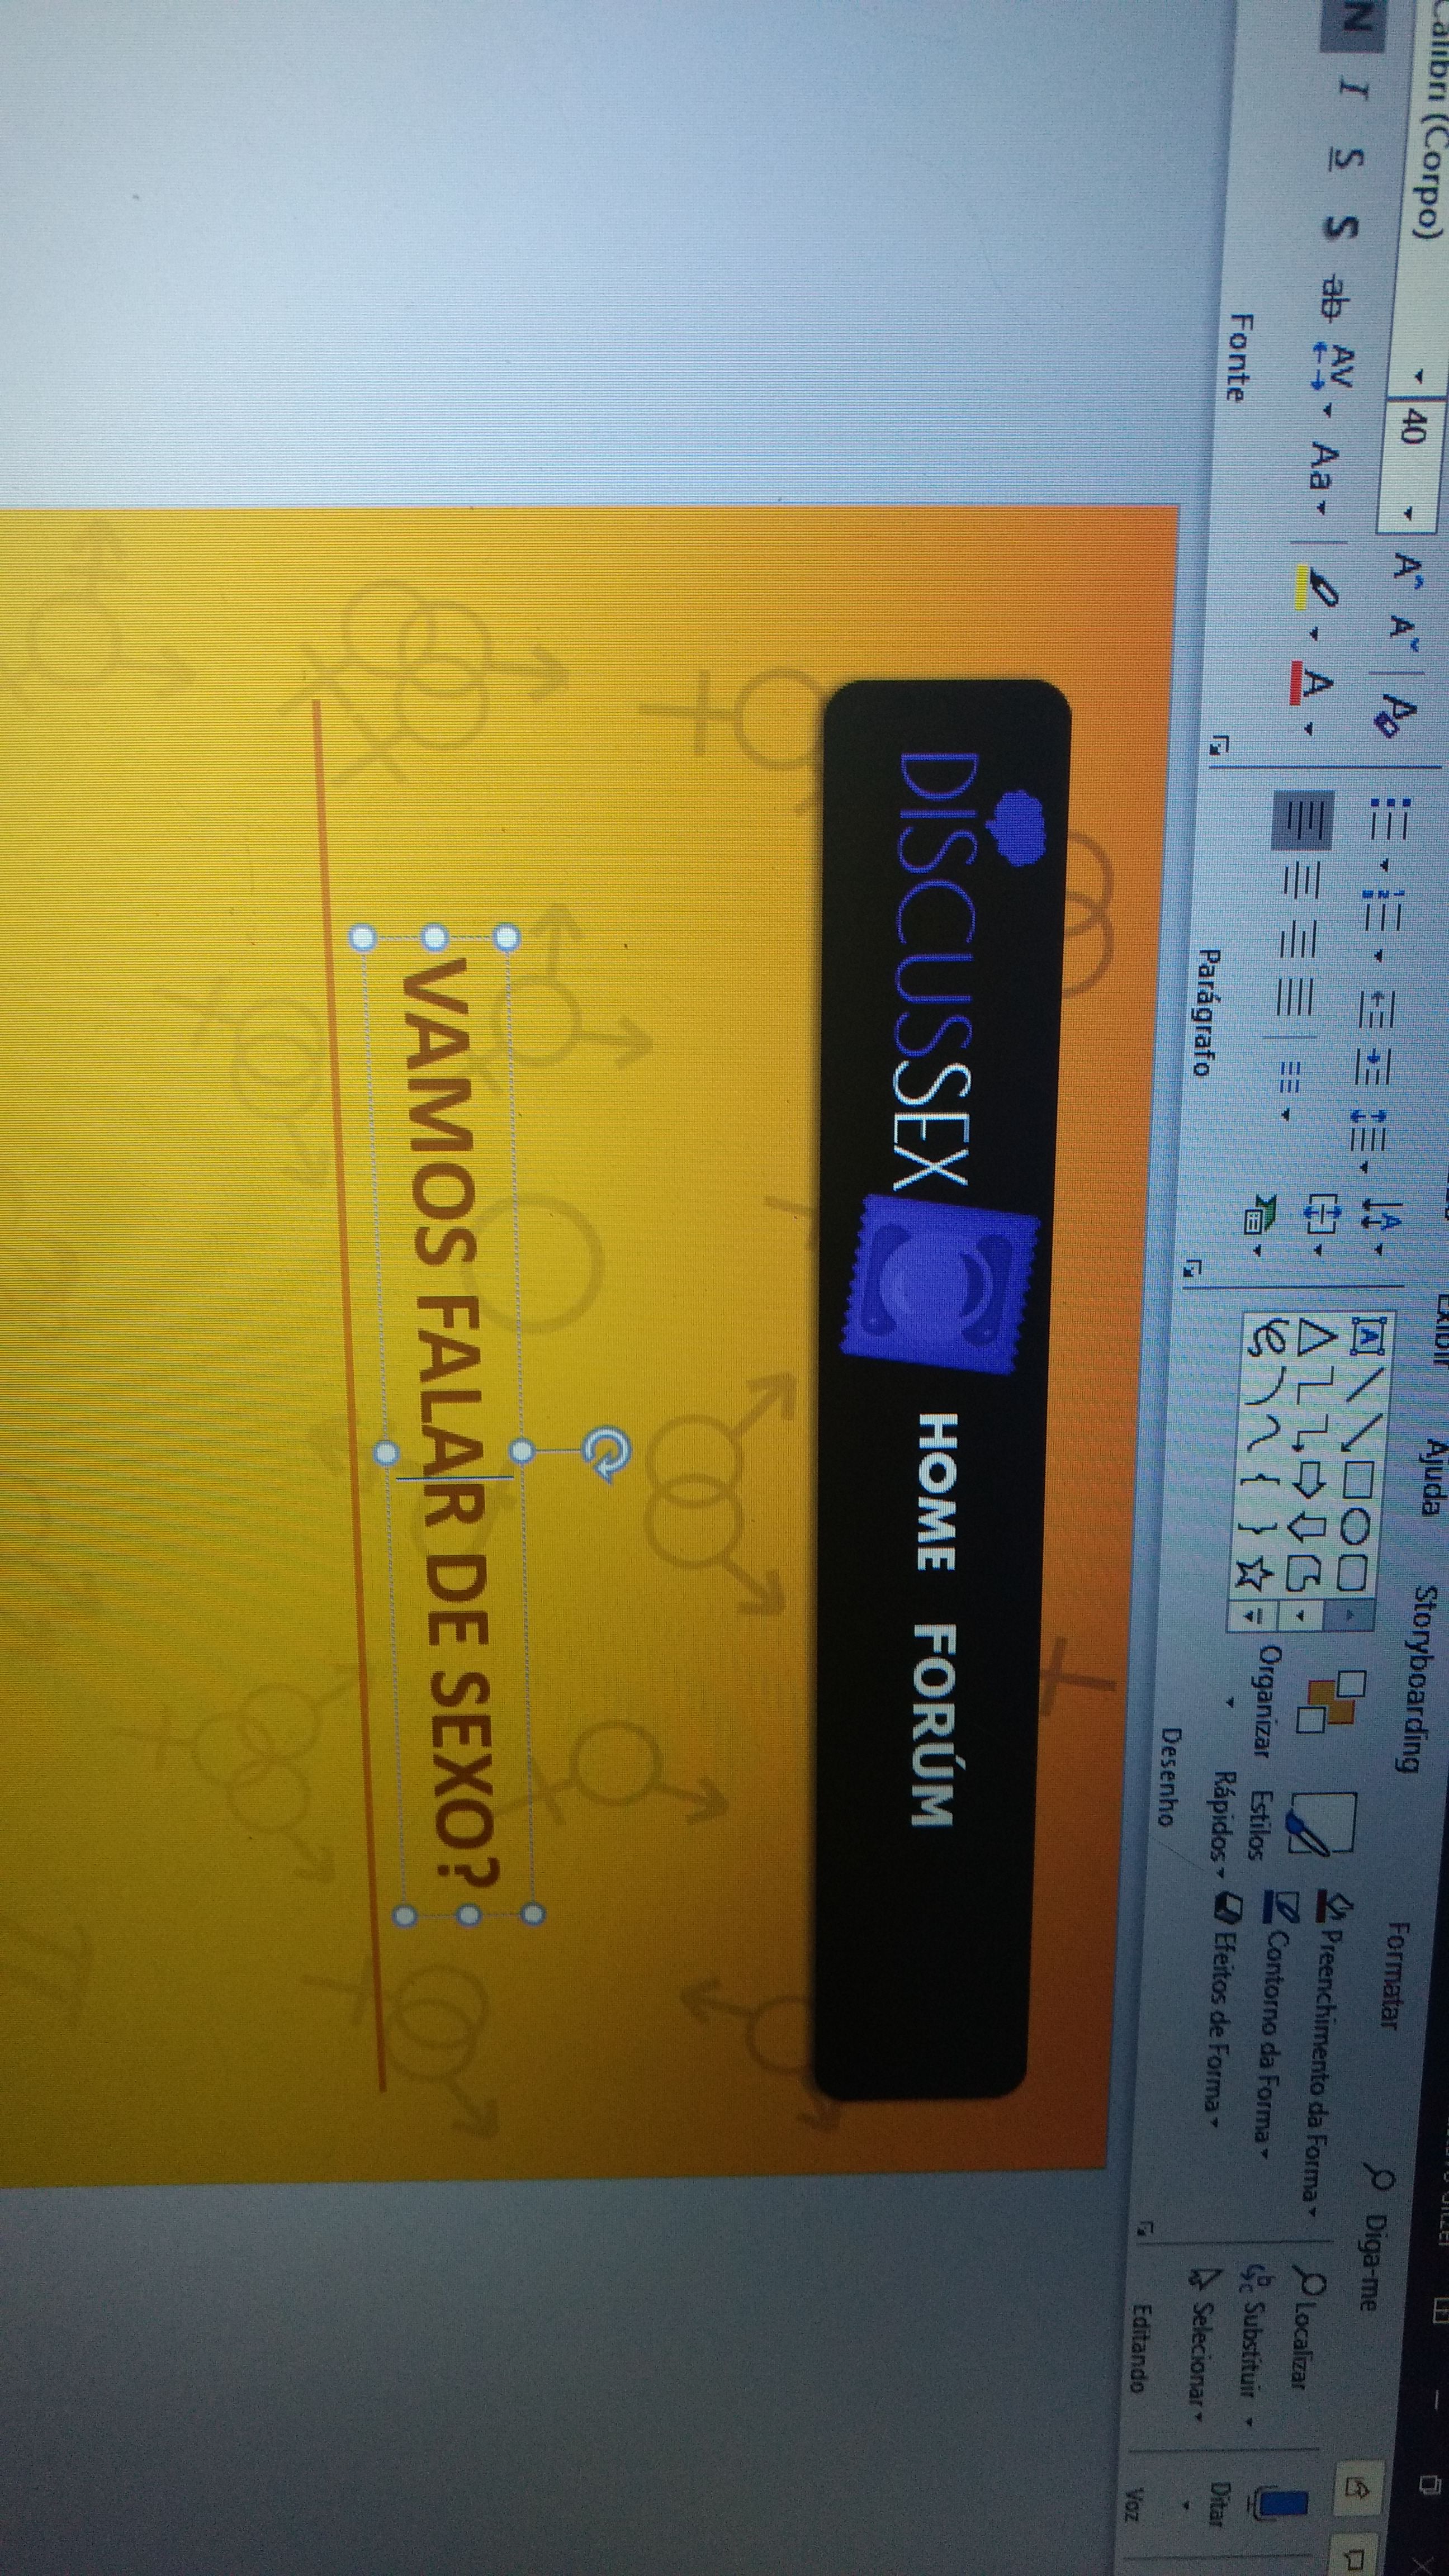 Exibir Ajuda Storyboarding Formatar Diga-me
Calibri (Corpo) 40 A A A
N I S S ab AV Aa A
Fonte
Parágrafo
Organizar
Estilos
Rápidos
Preenchimento da Forma
Contorno da Forma
Efeitos de Forma
Desenho
Localizar
Substituir
Selecionar
Editando
Ditar
Voz
DISCUSSEX HOME FORÚM
VAMOS FALAR DE SEXO?